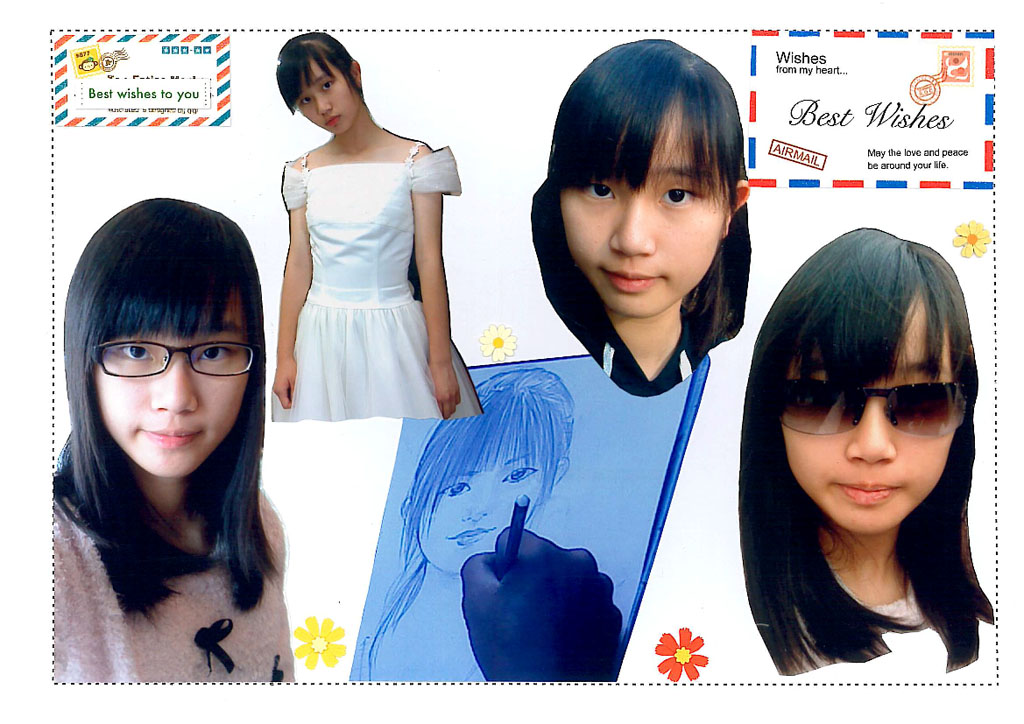 Best wishes to you
Wishes
from my heart...
Best Wishes
AIRMAIL
May the love and peace
be around your life.